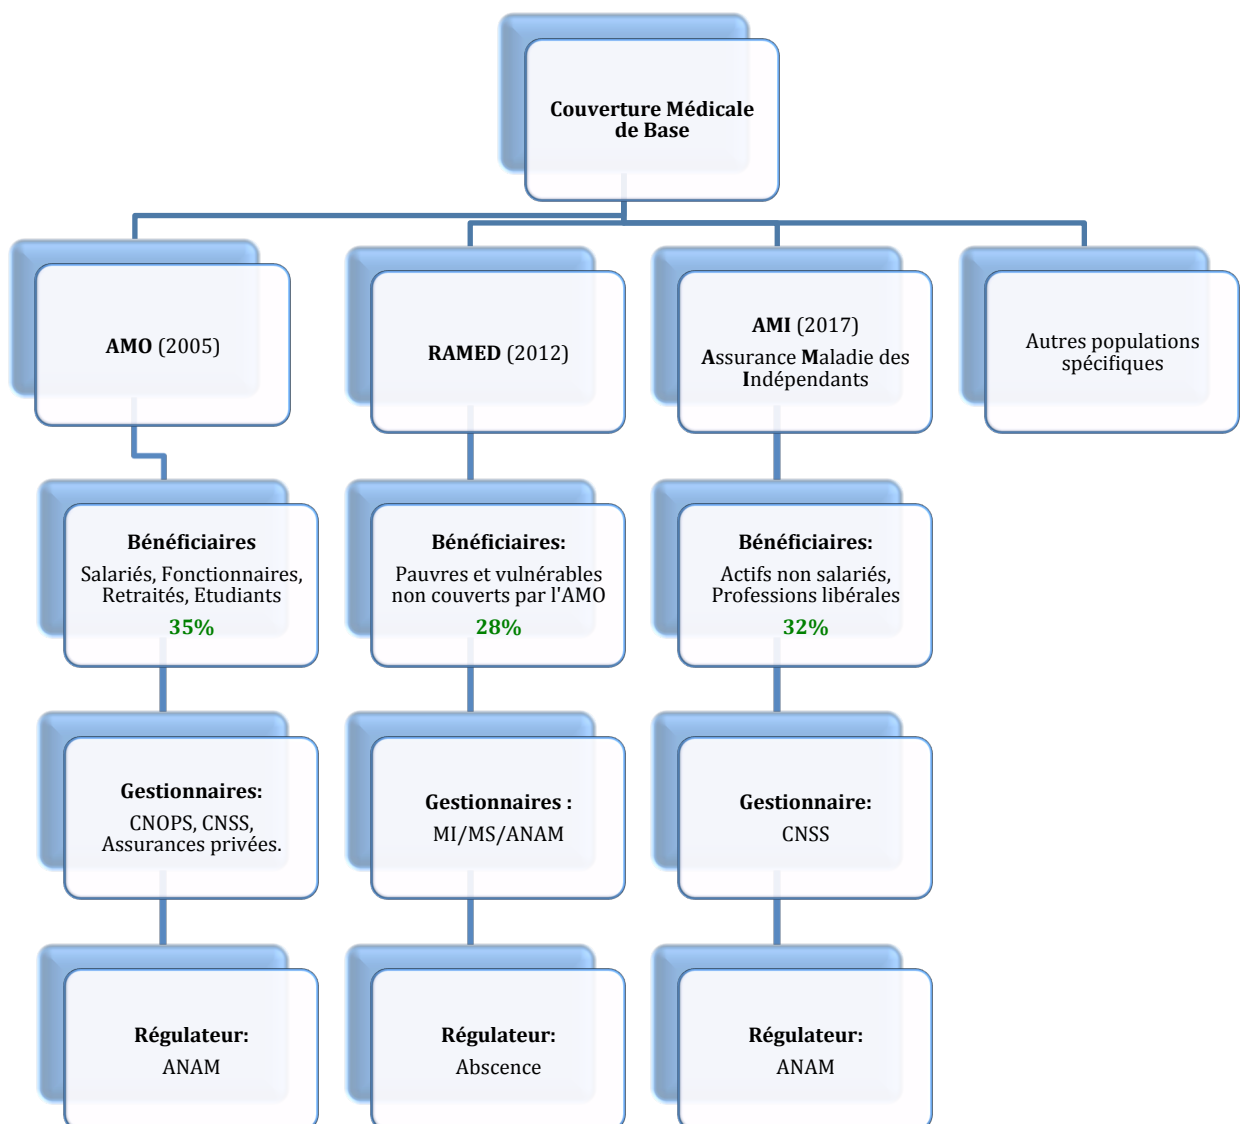 Couverture Médicale
de Base
AMO (2005)
RAMED (2012)
AMI (2017)
Assurance Maladie des
Indépendants
Autres populations
spécifiques
Bénéficiaires
Salariés, Fonctionnaires,
Retraités, Etudiants
35%
Bénéficiaires:
Pauvres et vulnérables
non couverts par l'AMO
28%
Bénéficiaires:
Actifs non salariés,
Professions libérales
32%
Gestionnaires:
CNOPS, CNSS,
Assurances privées.
Gestionnaires :
MI/MS/ANAM
Gestionnaire:
CNSS
Régulateur:
ANAM
Régulateur:
Abscence
Régulateur:
ANAM